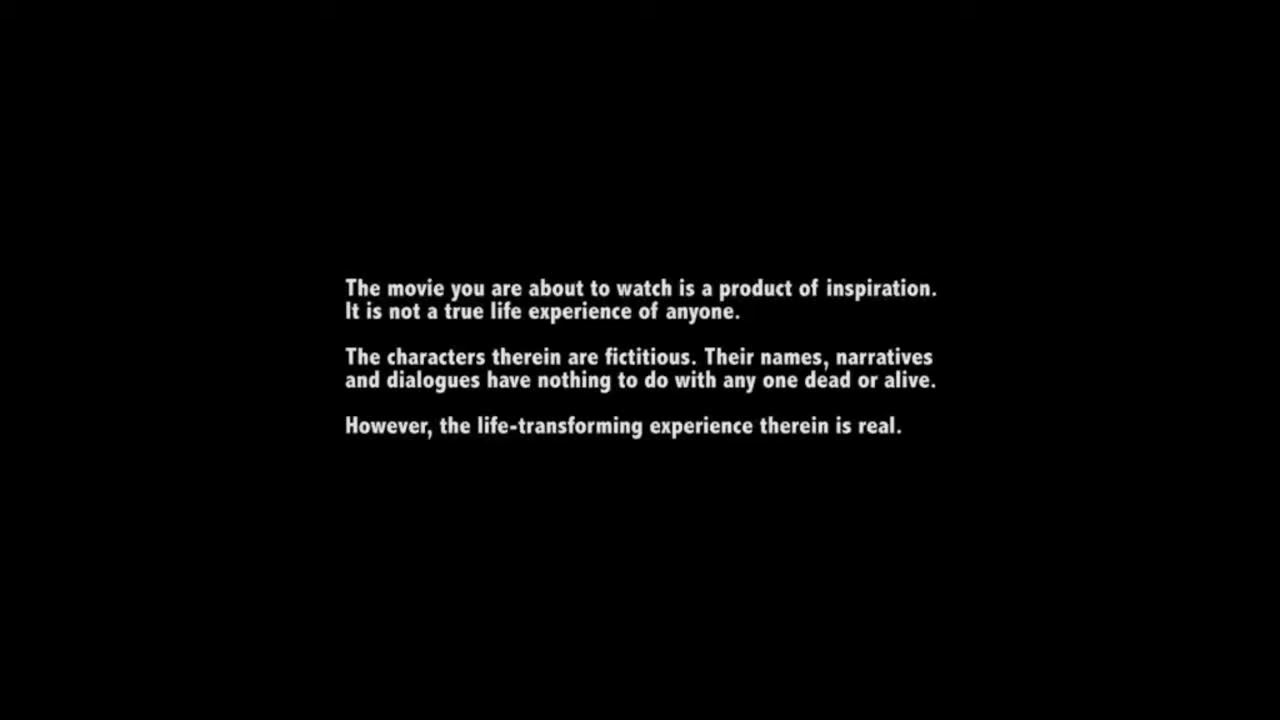 The movie you are about to watch is a product of inspiration.
It is not a true life experience of anyone.
The characters therein are fictitious. Their names, narratives
and dialogues have nothing to do with any one dead or alive.
However, the life-transforming experience therein is real.